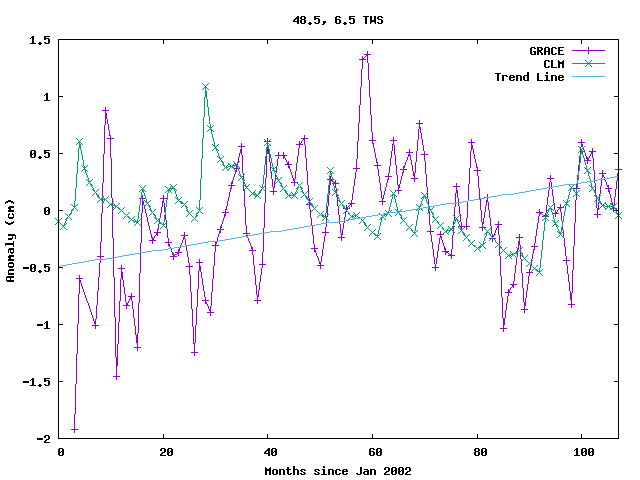 48.5, 6.5 TWS
GRACE
CLM
Trend Line
1.5
1
0.5
0
-0.5
-1
-1.5
-2
Anomaly (cm)
0 20 40 60 80 100
Months since Jan 2002